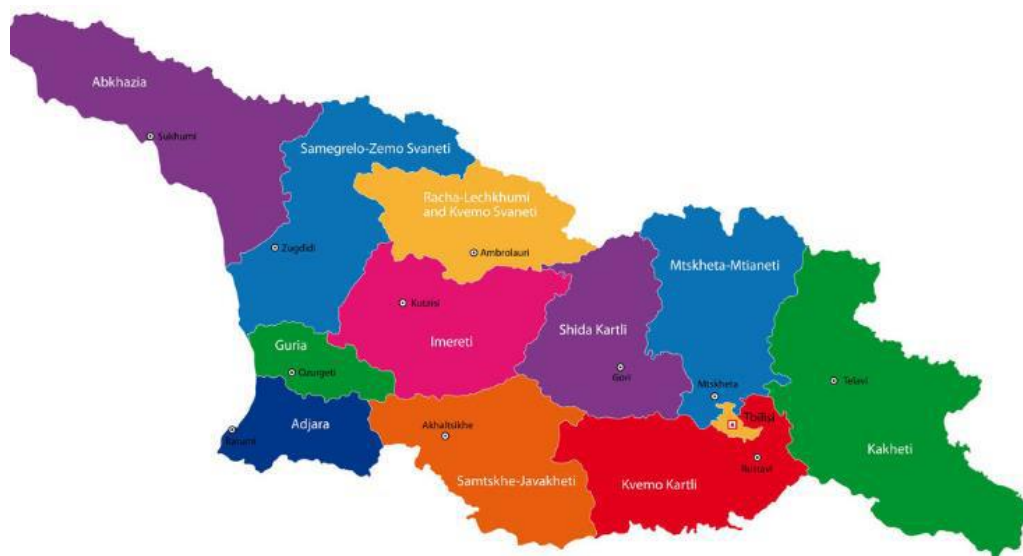 Abkhazia
Sukhumi
Samegrelo-Zemo Svaneti
Racha-Lechkhumi
and Kvemo Svaneti
Zugdidi
Ambrolauri
Mtskheta-Mtianeti
Kutzisi
Shida Kartli
Imereti
Guria
Gori
Ozurgeti
Mtskheta
Telavi
Tbilisi
Adjara
Batumi
Akhaltsikhe
Kakheti
Rustavi
Samtskhe-Javakheti
Kvemo Kartli